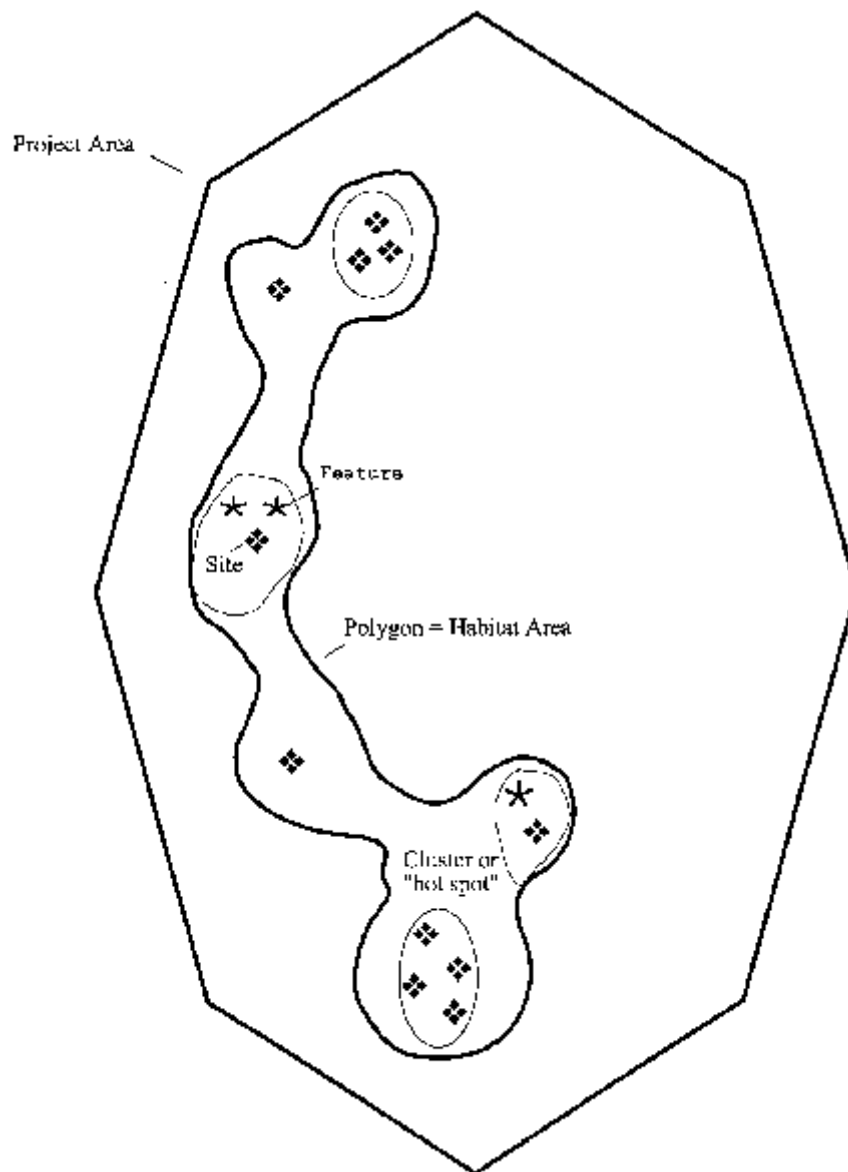 Project Area
Feature
Site
Polygon = Habitat Area
Cluster or
"hot spot"